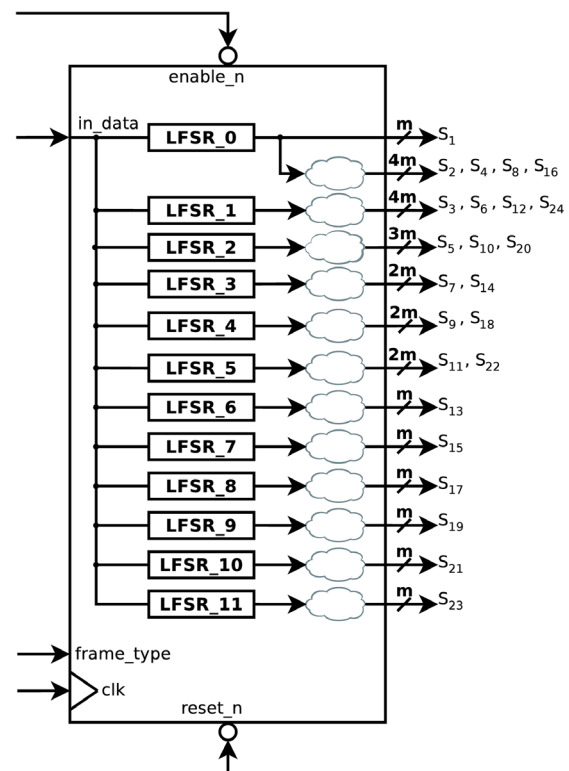 enable_n
in_data
LFSR_0 m S₁
4m S₂ , S₄ , S₈ , S₁₆
LFSR_1 4m S₃ , S₆ , S₁₂ , S₂₄
LFSR_2 3m S₅ , S₁₀ , S₂₀
LFSR_3 2m S₇ , S₁₄
LFSR_4 2m S₉ , S₁₈
LFSR_5 2m S₁₁ , S₂₂
LFSR_6 m S₁₃
LFSR_7 m S₁₅
LFSR_8 m S₁₇
LFSR_9 m S₁₉
LFSR_10 m S₂₁
LFSR_11 m S₂₃
frame_type
clk
reset_n